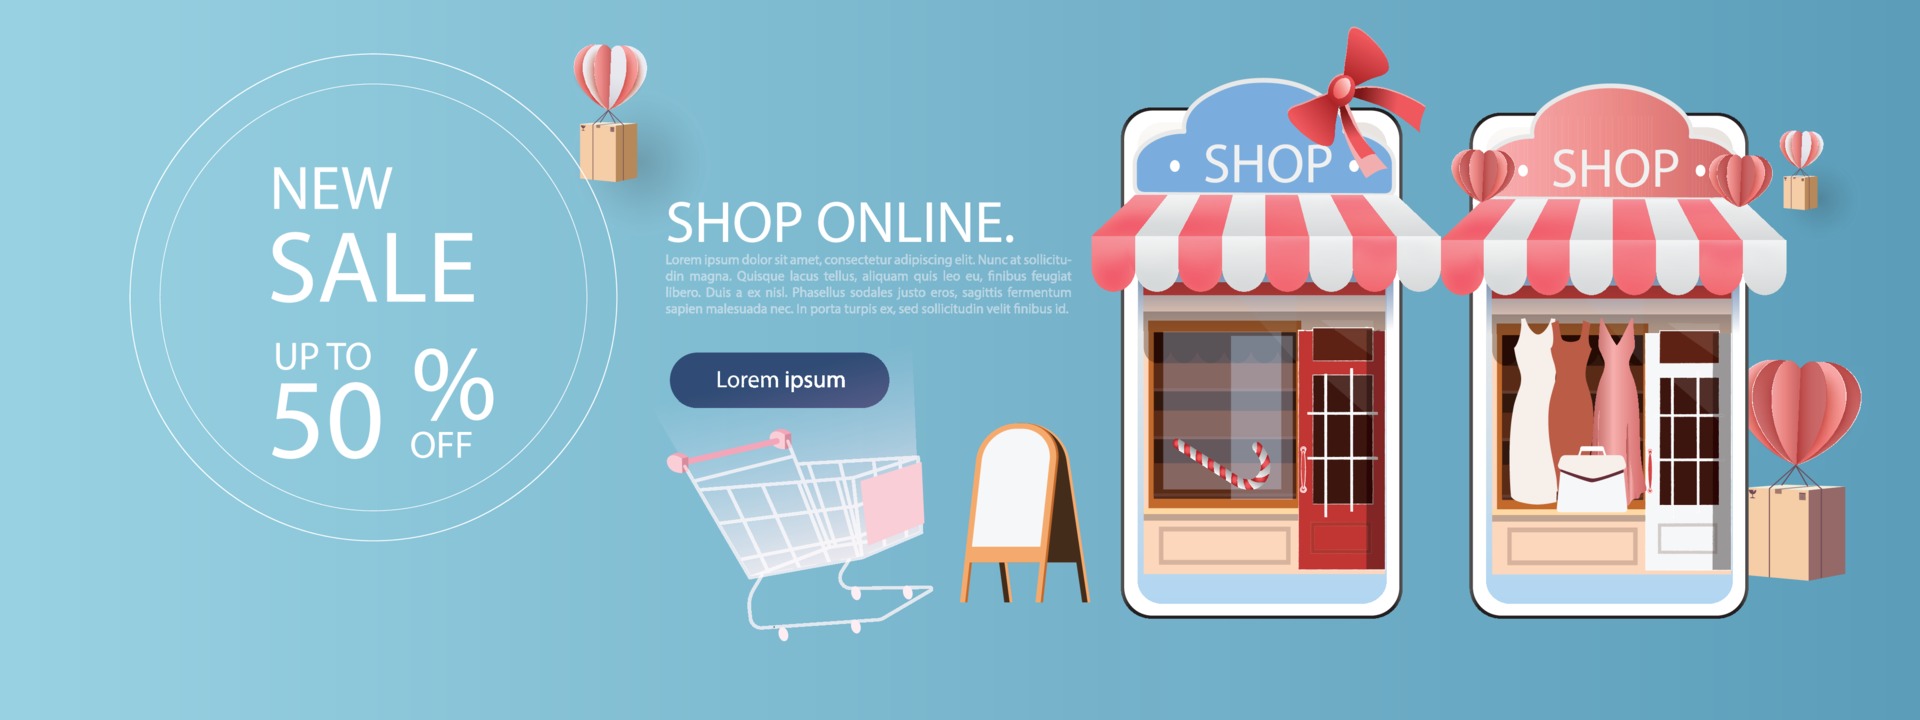 NEW
SALE
UP TO
50 %
OFF
SHOP ONLINE.
Lorem ipsum dolor sit amet, consectetur adipiscing elit. Nunc at sollicitu-
din magna. Quisque lacus tellus, aliquam quis leo eu, finibus feugiat
libero. Duis a ex nisl. Phasellus sodales justo eros, sagittis fermentum
sapien malesuada nec. In porta turpis ex, sed sollicitudin velit finibus id.
Lorem ipsum
SHOP
SHOP